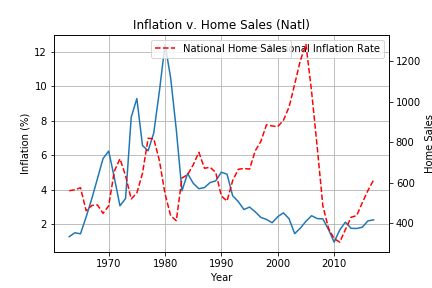 Inflation v. Home Sales (Natl)
National Home Sales
nal Inflation Rate
12
10
8
6
4
2
Inflation (%)
1200
1000
800
600
400
Home Sales
1970 1980 1990 2000 2010
Year